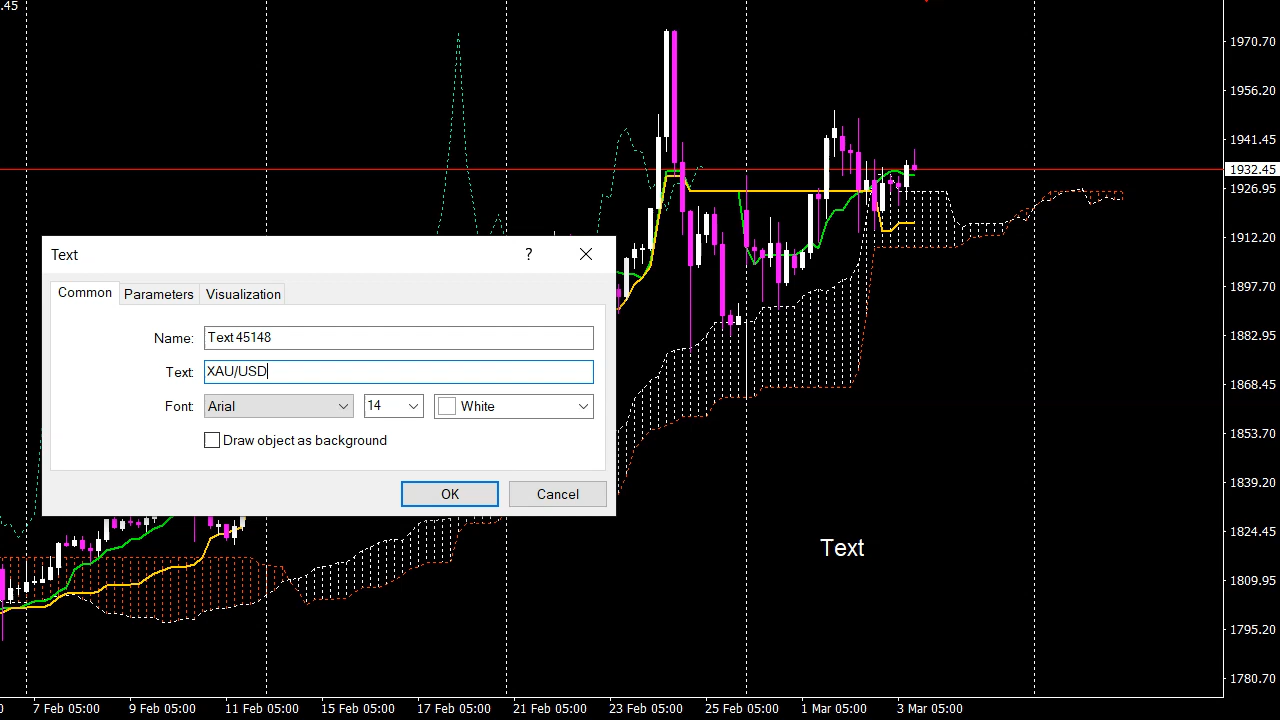 .45
1970.70
1956.20
1941.45
1932.45
1926.95
1912.20
1897.70
1882.95
1868.45
1853.70
1839.20
1824.45
1809.95
1795.20
1780.70
Text ?
Common Parameters Visualization
Name: Text 45148
Text: XAU/USD
Font: Arial 14 White
Draw object as background
OK Cancel
Text
0 7 Feb 05:00 9 Feb 05:00 11 Feb 05:00 15 Feb 05:00 17 Feb 05:00 21 Feb 05:00 23 Feb 05:00 25 Feb 05:00 1 Mar 05:00 3 Mar 05:00